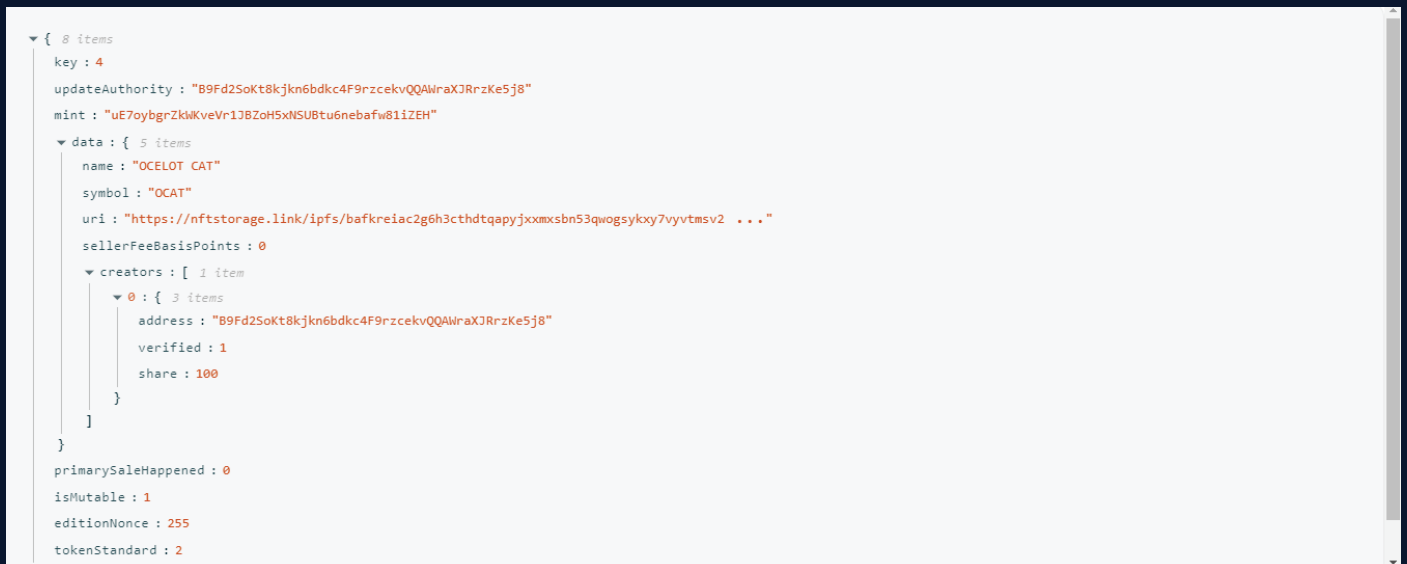 { 8 items
key : 4
updateAuthority : "B9Fd2SoKt8kjkn6bdkc4F9rzcekvQQAWraXJRrzKe5j8"
mint : "uE7oybgrZkWKveVr1JBZoH5xNSUBtu6nebafw81iZEH"
data : { 5 items
name : "OCELOT CAT"
symbol : "OCAT"
uri : "https://nftstorage.link/ipfs/bafkreiac2g6h3cthdtqapyjxxmxsbn53qwogsykxy7vyvtmsv2 ..."
sellerFeeBasisPoints : 0
creators : [ 1 item
0 : { 3 items
address : "B9Fd2SoKt8kjkn6bdkc4F9rzcekvQQAWraXJRrzKe5j8"
verified : 1
share : 100
}
]
}
primarySaleHappened : 0
isMutable : 1
editionNonce : 255
tokenStandard : 2